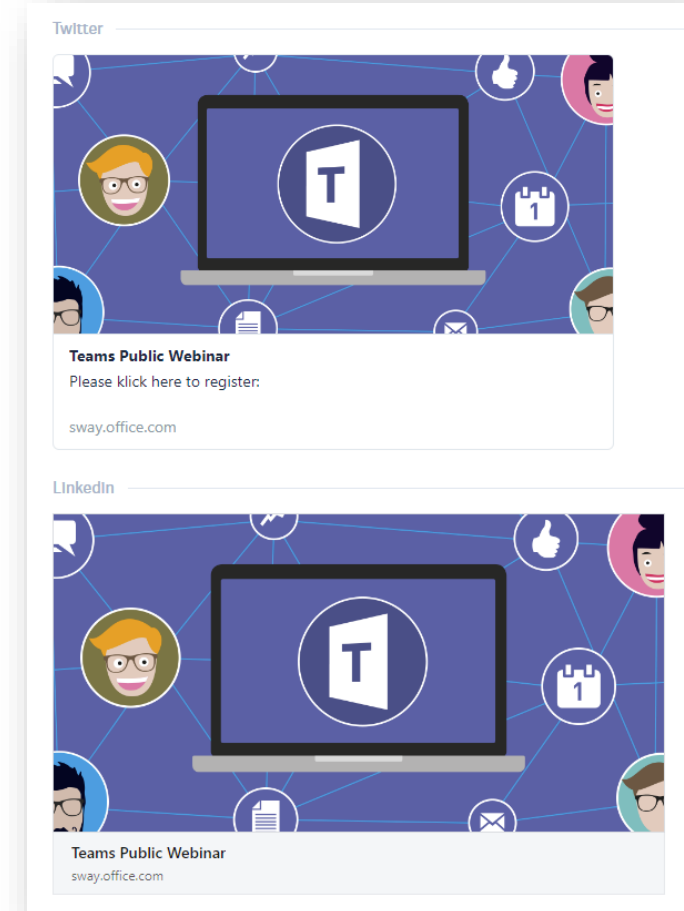 Twitter
T
1
Teams Public Webinar
Please klick here to register:
sway.office.com
LinkedIn
T
1
Teams Public Webinar
sway.office.com